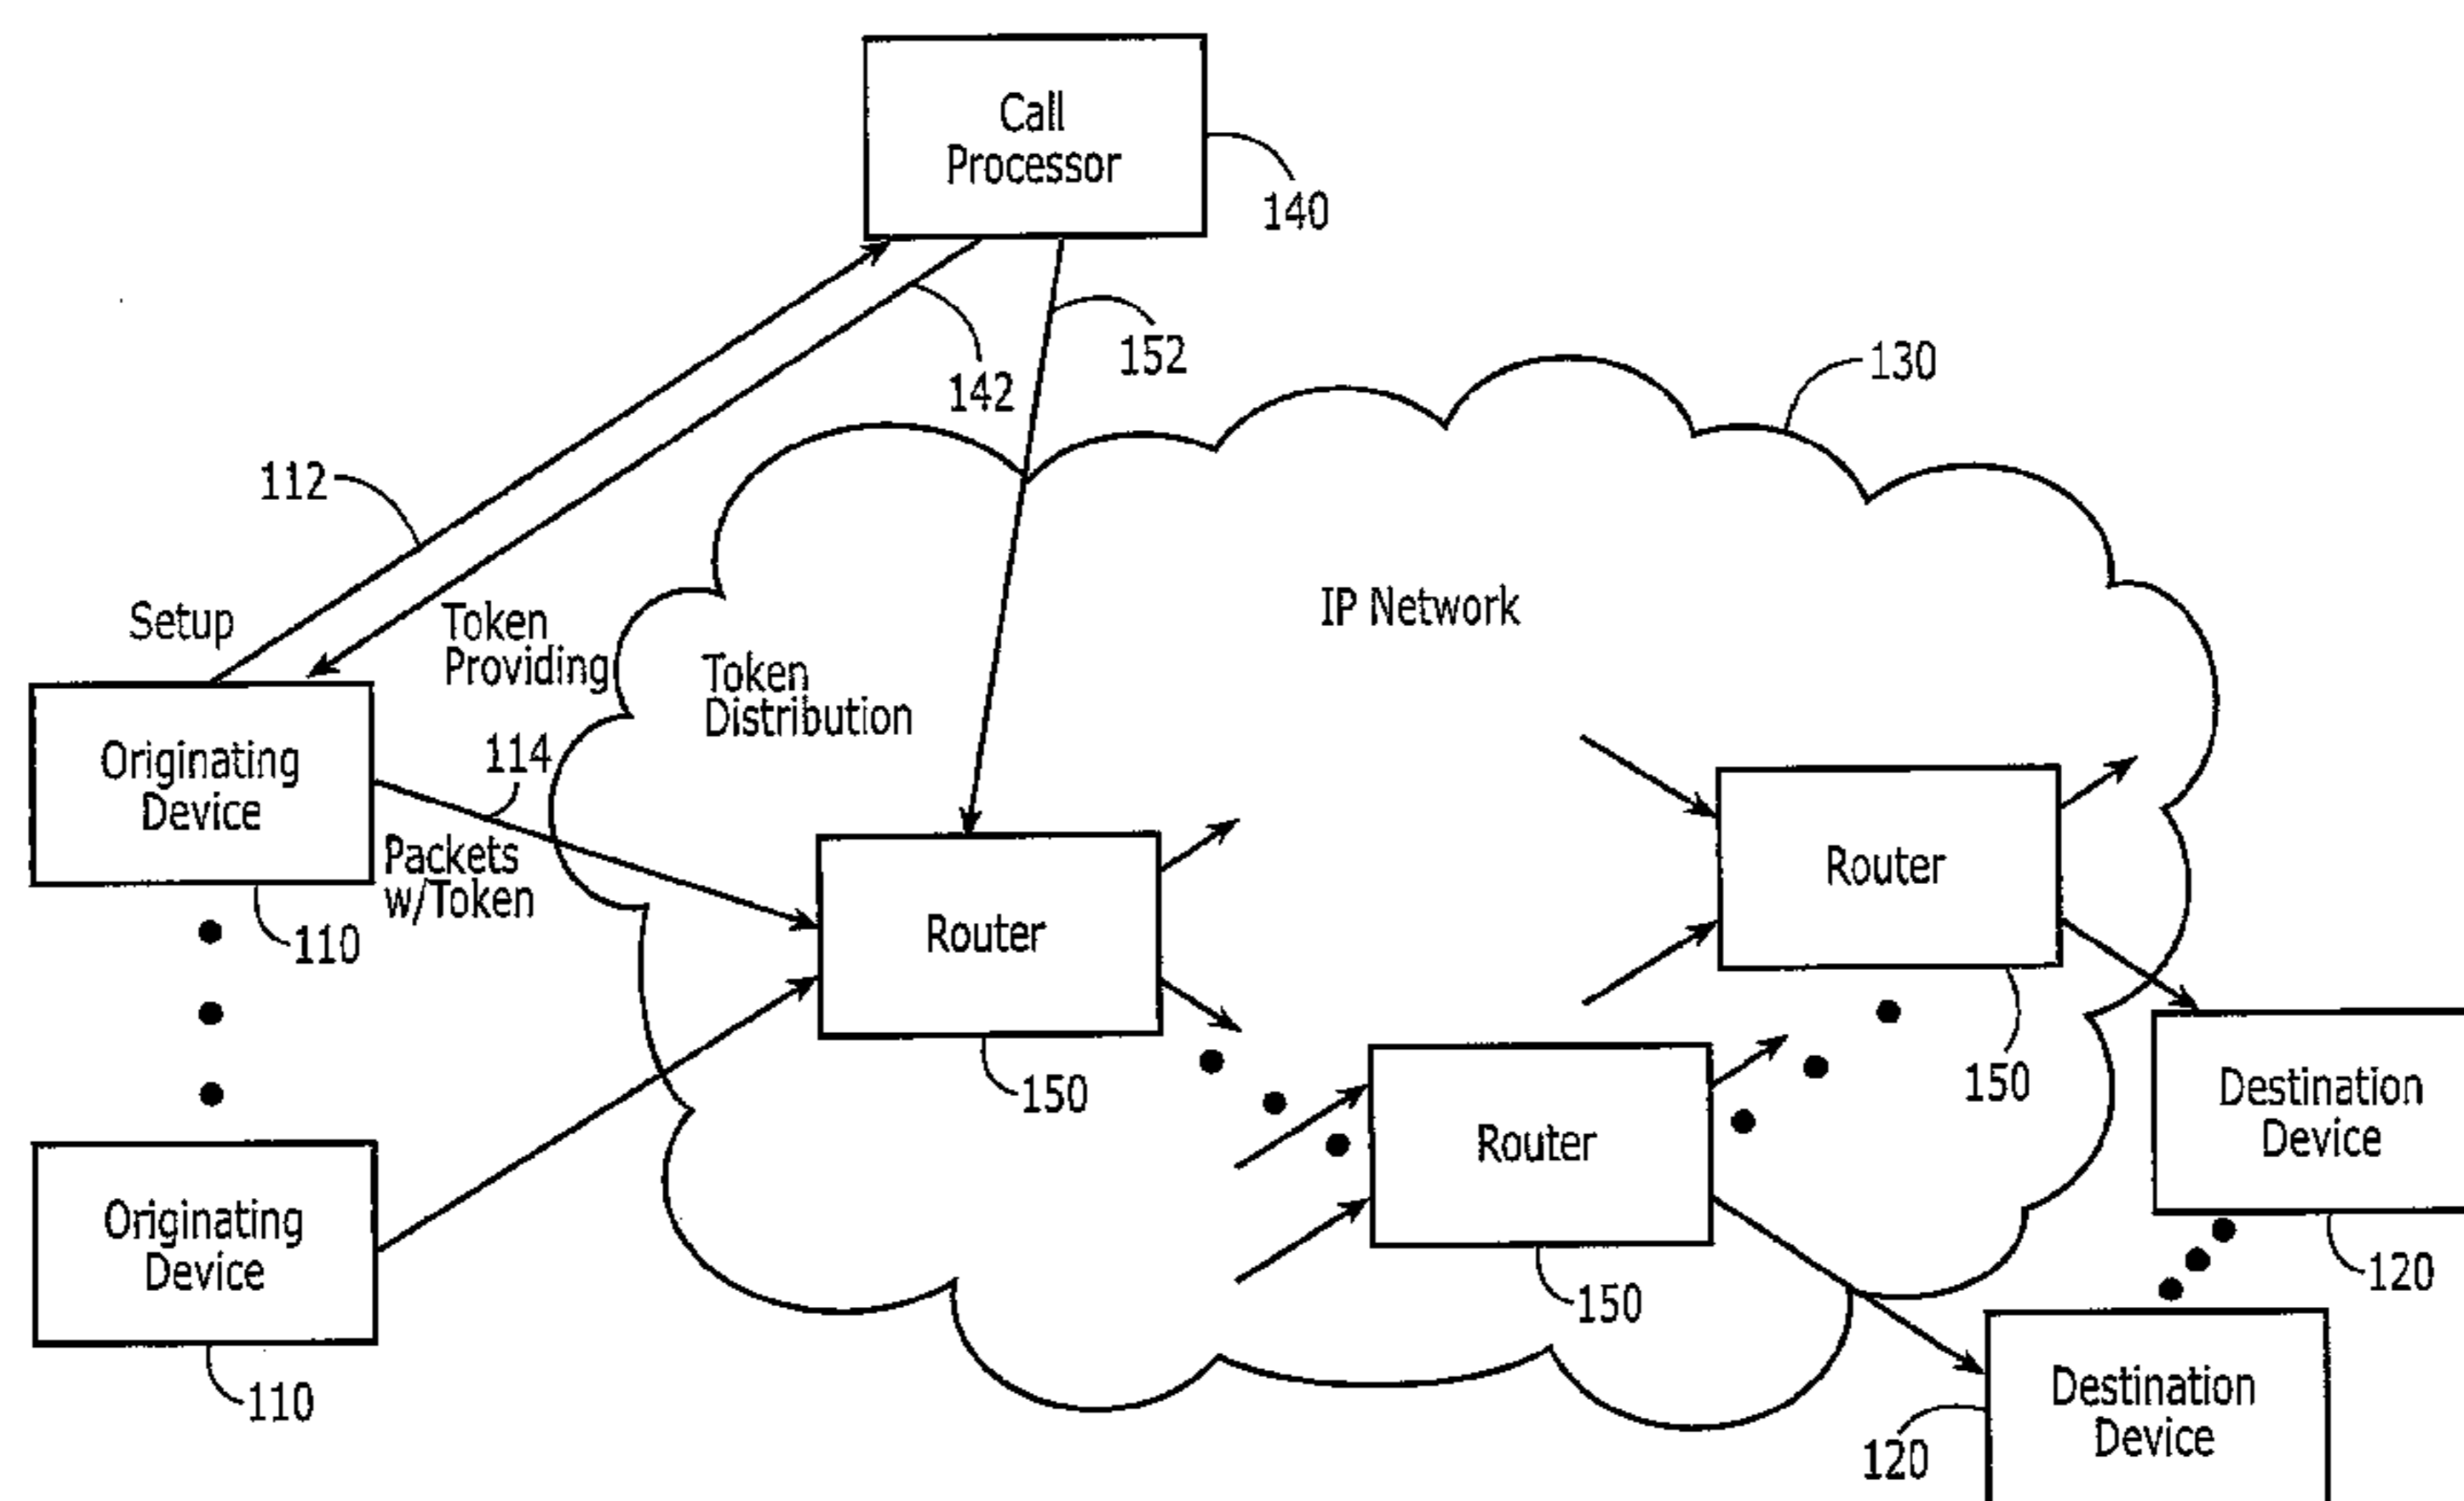 Call
Processor
140
152
142
130
112
Setup
Token
Providing
Token
Distribution
IP Network
114
Originating
Device
Packets
w/Token
110
Router
150
Router
150
Router
150
Originating
Device
110
Destination
Device
120
Destination
Device
120